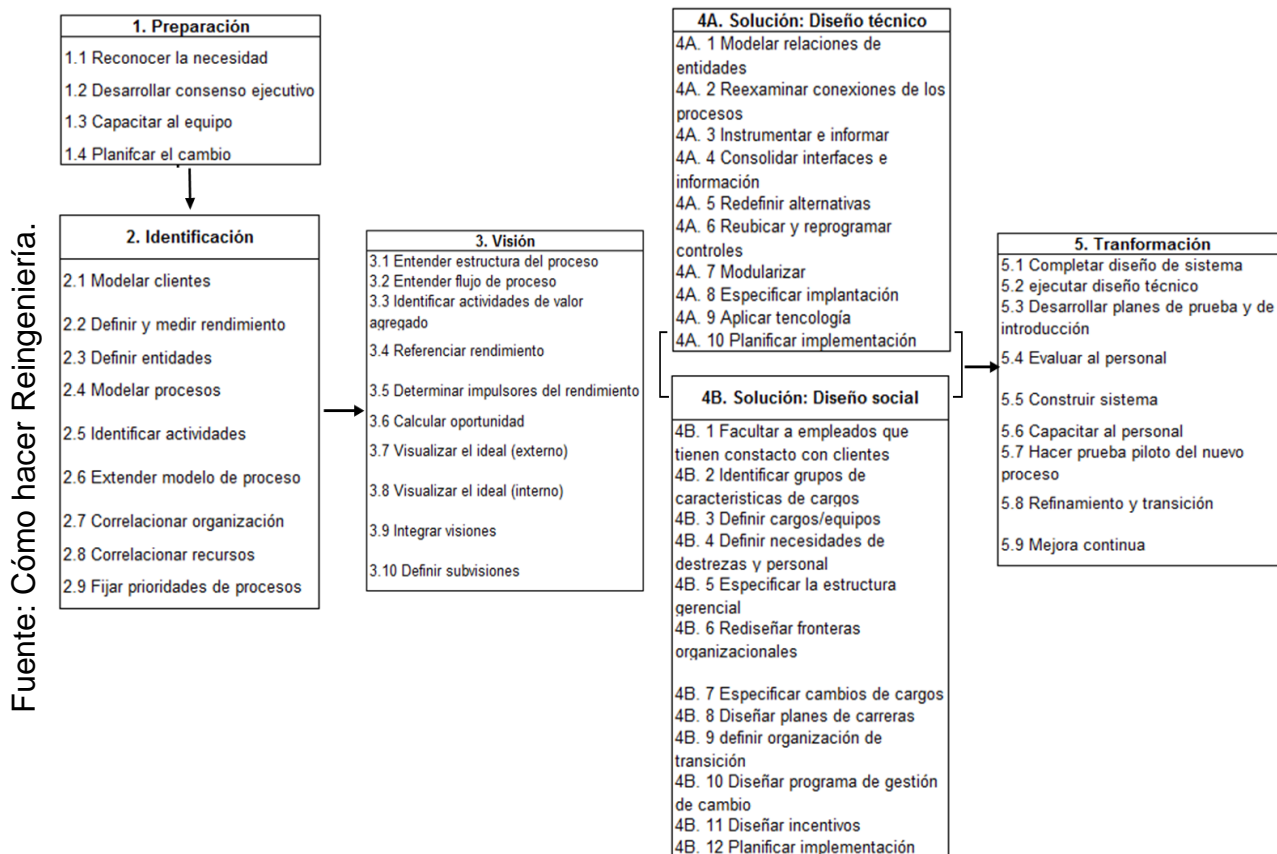 Fuente: Cómo hacer Reingeniería.
1. Preparación
1.1 Reconocer la necesidad
1.2 Desarrollar consenso ejecutivo
1.3 Capacitar al equipo
1.4 Planifcar el cambio
2. Identificación
2.1 Modelar clientes
2.2 Definir y medir rendimiento
2.3 Definir entidades
2.4 Modelar procesos
2.5 Identificar actividades
2.6 Extender modelo de proceso
2.7 Correlacionar organización
2.8 Correlacionar recursos
2.9 Fijar prioridades de procesos
3. Visión
3.1 Entender estructura del proceso
3.2 Entender flujo de proceso
3.3 Identificar actividades de valor
agregado
3.4 Referenciar rendimiento
3.5 Determinar impulsores del rendimiento
3.6 Calcular oportunidad
3.7 Visualizar el ideal (externo)
3.8 Visualizar el ideal (interno)
3.9 Integrar visiones
3.10 Definir subvisiones
4A. Solución: Diseño técnico
4A. 1 Modelar relaciones de
entidades
4A. 2 Reexaminar conexiones de los
procesos
4A. 3 Instrumentar e informar
4A. 4 Consolidar interfaces e
información
4A. 5 Redefinir alternativas
4A. 6 Reubicar y reprogramar
controles
4A. 7 Modularizar
4A. 8 Especificar implantación
4A. 9 Aplicar tencología
4A. 10 Planificar implementación
4B. Solución: Diseño social
4B. 1 Facultar a empleados que
tienen constacto con clientes
4B. 2 Identificar grupos de
caracteristicas de cargos
4B. 3 Definir cargos/equipos
4B. 4 Definir necesidades de
destrezas y personal
4B. 5 Especificar la estructura
gerencial
4B. 6 Rediseñar fronteras
organizacionales
4B. 7 Especificar cambios de cargos
4B. 8 Diseñar planes de carreras
4B. 9 definir organización de
transición
4B. 10 Diseñar programa de gestión
de cambio
4B. 11 Diseñar incentivos
4B. 12 Planificar implementación
5. Tranformación
5.1 Completar diseño de sistema
5.2 ejecutar diseño técnico
5.3 Desarrollar planes de prueba y de
introducción
5.4 Evaluar al personal
5.5 Construir sistema
5.6 Capacitar al personal
5.7 Hacer prueba piloto del nuevo
proceso
5.8 Refinamiento y transición
5.9 Mejora continua